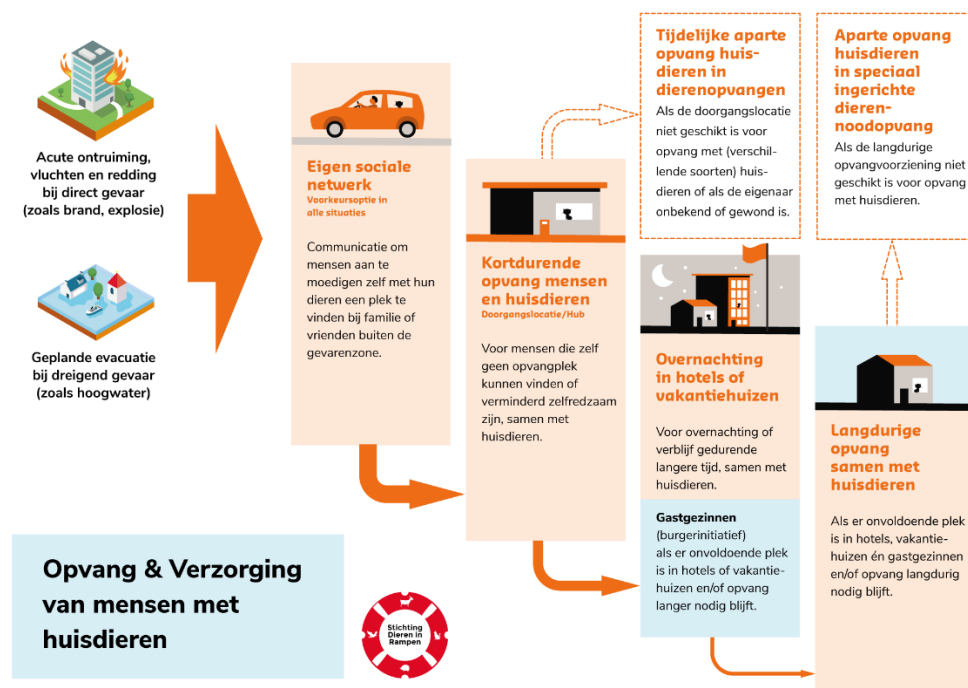 Acute ontruiming,
vluchten en redding
bij direct gevaar
(zoals brand, explosie)
Geplande evacuatie
bij dreigend gevaar
(zoals hoogwater)
Eigen sociale
netwerk
Voorkeursoptie in
alle situaties
Communicatie om
mensen aan te
moedigen zelf met hun
dieren een plek te
vinden bij familie of
vrienden buiten de
gevarenzone.
Kortdurende
opvang mensen
en huisdieren
Doorgangslocatie/Hub
Voor mensen die zelf
geen opvangplek
kunnen vinden of
verminderd zelfredzaam
zijn, samen met
huisdieren.
Tijdelijke aparte
opvang huis-
dieren in
dierenopvangen
Als de doorgangslocatie
niet geschikt is voor
opvang met (verschil-
lende soorten) huis-
dieren of als de eigenaar
onbekend of gewond is.
Overnachting
in hotels of
vakantiehuizen
Voor overnachting of
verblijf gedurende
langere tijd, samen met
huisdieren.
Gastgezinnen
(burgerinitiatief)
als er onvoldoende plek
is in hotels of vakantie-
huizen en/of opvang
langer nodig blijft.
Aparte opvang
huisdieren
in speciaal
ingerichte
dieren-
noodopvang
Als de langdurige
opvangvoorziening niet
geschikt is voor opvang
met huisdieren.
Langdurige
opvang
samen met
huisdieren
Als er onvoldoende plek
is in hotels, vakantie-
huizen én gastgezinnen
en/of opvang langdurig
nodig blijft.
Opvang & Verzorging
van mensen met
huisdieren
Stichting
Dieren in
Rampen